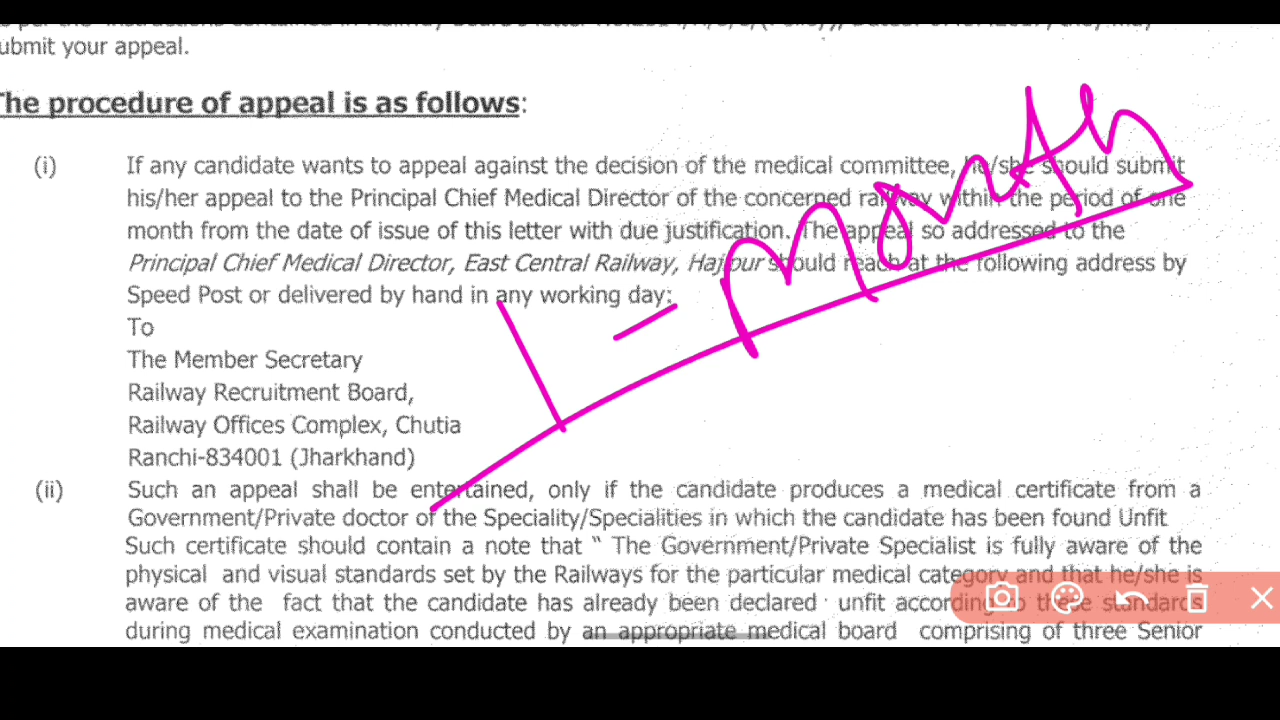 submit your appeal.
The procedure of appeal is as follows:
(i) If any candidate wants to appeal against the decision of the medical committee, he/she should submit
his/her appeal to the Principal Chief Medical Director of the concerned railway within the period of one
month from the date of issue of this letter with due justification. The appeal so addressed to the
Principal Chief Medical Director, East Central Railway, Hajipur should reach at the following address by
Speed Post or delivered by hand in any working day:
To
The Member Secretary
Railway Recruitment Board,
Railway Offices Complex, Chutia
Ranchi-834001 (Jharkhand)
1 - Month
(ii) Such an appeal shall be entertained, only if the candidate produces a medical certificate from a
Government/Private doctor of the Speciality/Specialities in which the candidate has been found Unfit
Such certificate should contain a note that “ The Government/Private Specialist is fully aware of the
physical and visual standards set by the Railways for the particular medical category and that he/she is
aware of the fact that the candidate has already been declared unfit according to these standards
during medical examination conducted by an appropriate medical board comprising of three Senior